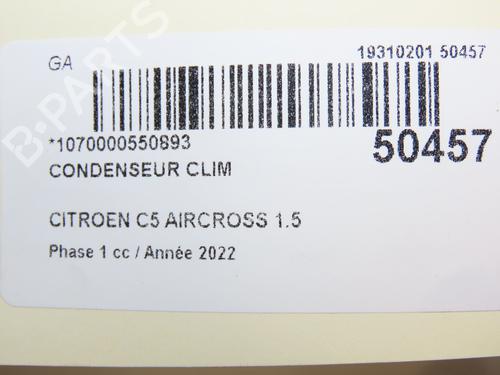 GA
19310201 50457
*1070000550893
50457
CONDENSEUR CLIM
CITROEN C5 AIRCROSS 1.5
Phase 1 cc / Année 2022
B-PARTS